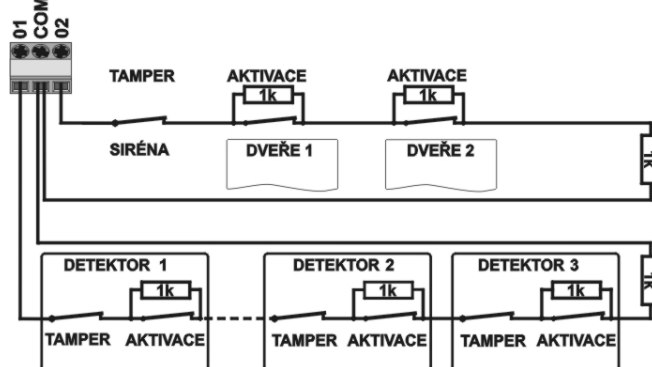 01 COM 02
TAMPER AKTIVACE AKTIVACE
1k 1k
SIRÉNA DVEŘE 1 DVEŘE 2
1k
DETEKTOR 1 DETEKTOR 2 DETEKTOR 3
1k
1k 1k 1k
TAMPER AKTIVACE TAMPER AKTIVACE TAMPER AKTIVACE